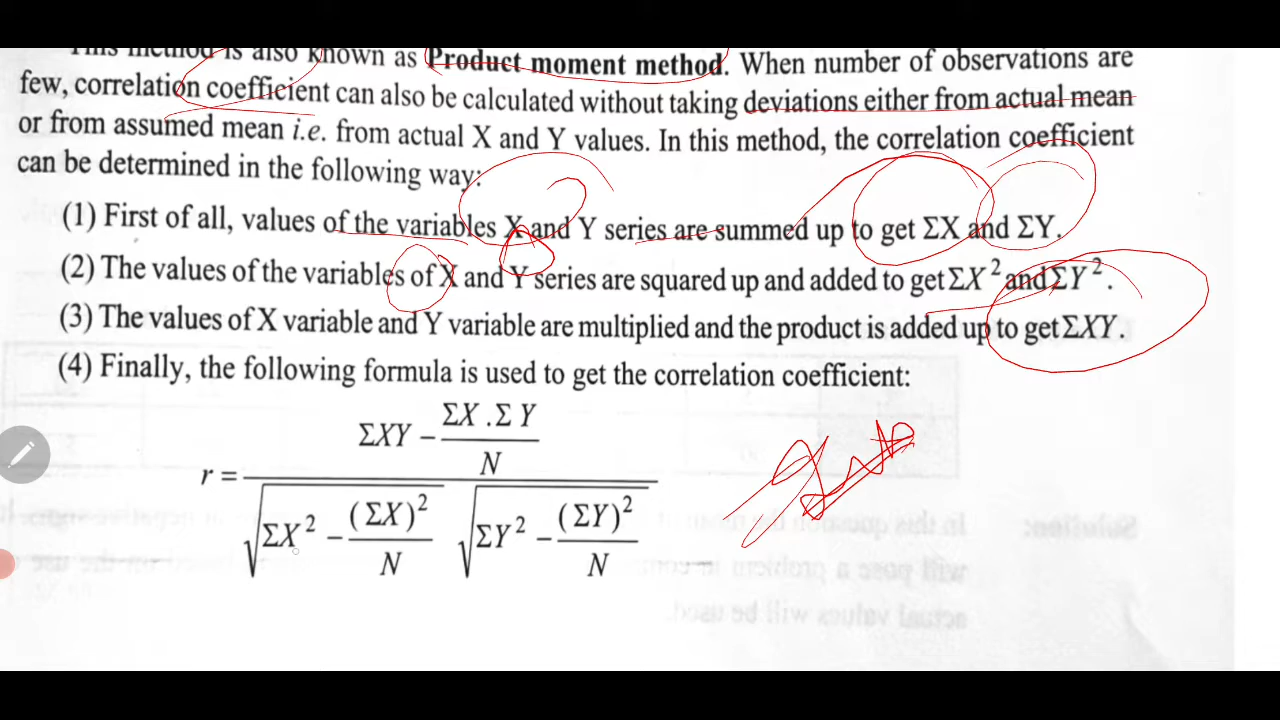 This method is also known as Product moment method. When number of observations are
few, correlation coefficient can also be calculated without taking deviations either from actual mean
or from assumed mean i.e. from actual X and Y values. In this method, the correlation coefficient
can be determined in the following way:
(1) First of all, values of the variables X and Y series are summed up to get ΣX and ΣY.
(2) The values of the variables of X and Y series are squared up and added to get ΣX² and ΣY².
(3) The values of X variable and Y variable are multiplied and the product is added up to get ΣXY.
(4) Finally, the following formula is used to get the correlation coefficient:
ΣX . Σ Y
ΣXY –
N
r =
(ΣX)² (ΣY)²
√ ΣX² – √ ΣY² –
N N